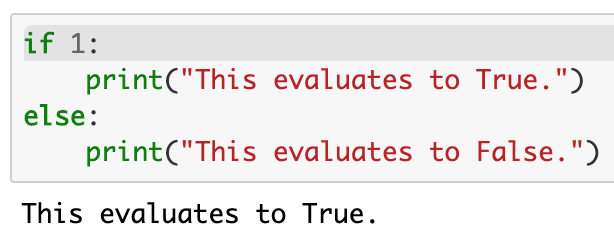 if 1:
    print("This evaluates to True.")
else:
    print("This evaluates to False.")
This evaluates to True.